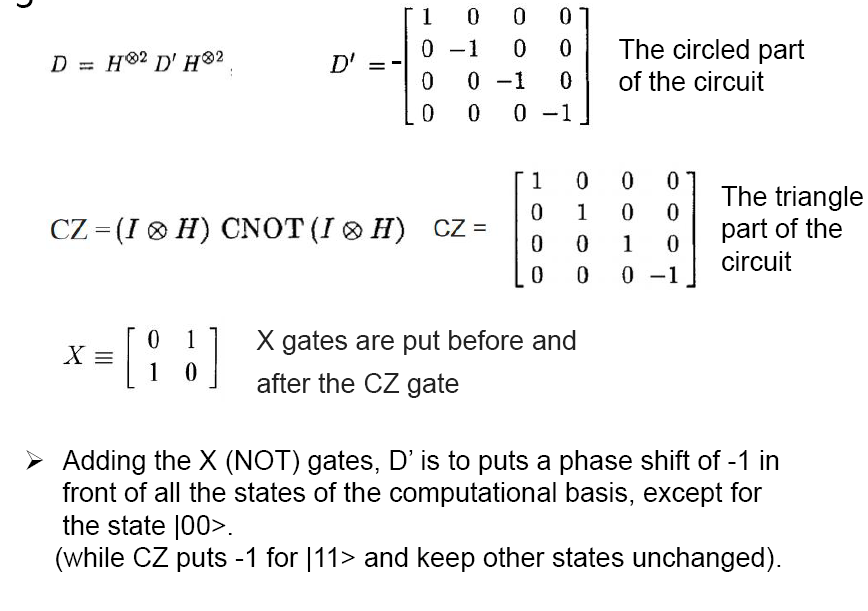 D = H⊗2 D' H⊗2 ; D' = - [ 1 0 0 0
0 −1 0 0
0 0 −1 0
0 0 0 −1 ] The circled part
of the circuit
CZ = (I ⊗ H) CNOT (I ⊗ H) CZ = [ 1 0 0 0
0 1 0 0
0 0 1 0
0 0 0 −1 ] The triangle
part of the
circuit
X ≡ [ 0 1
1 0 ] X gates are put before and
after the CZ gate
➢ Adding the X (NOT) gates, D’ is to puts a phase shift of -1 in
front of all the states of the computational basis, except for
the state |00>.
(while CZ puts -1 for |11> and keep other states unchanged).